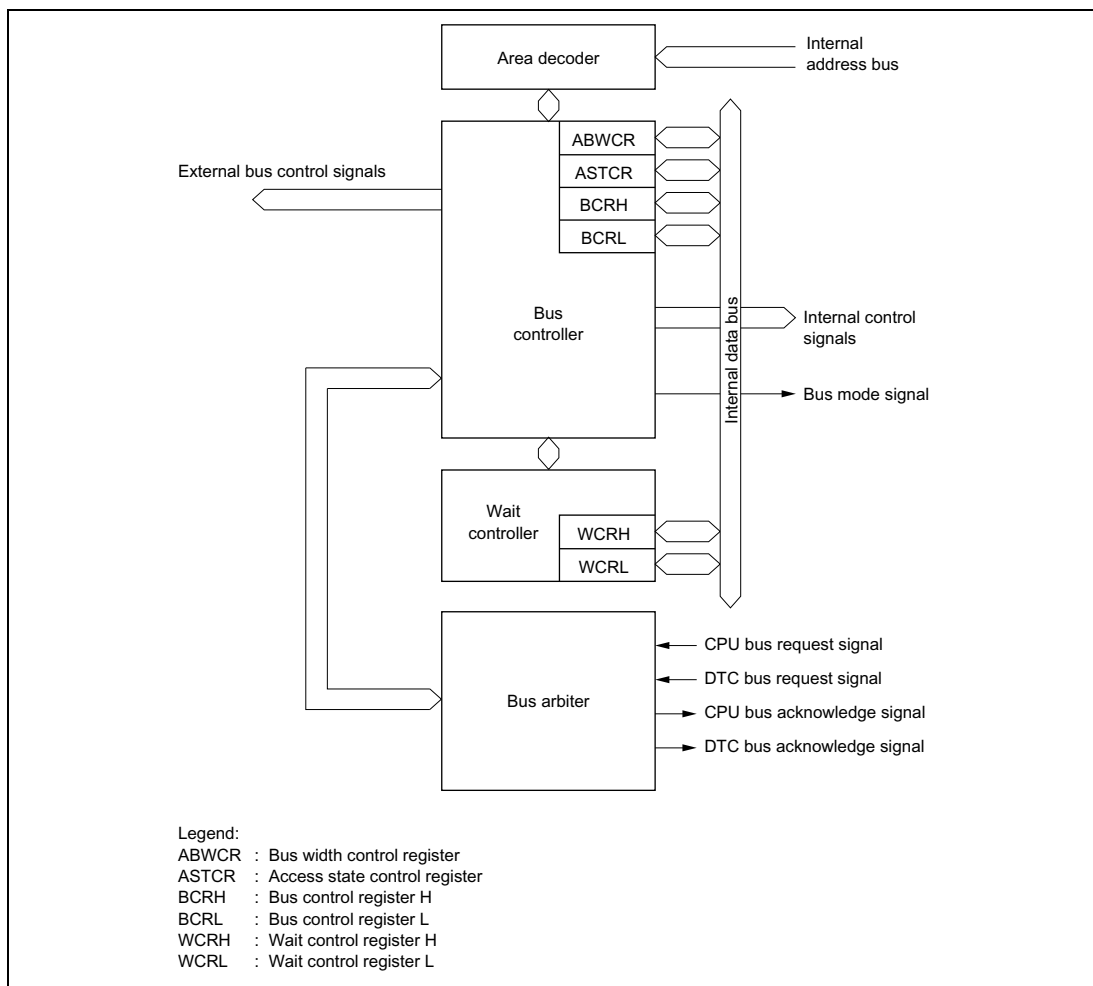 Area decoder
Internal
address bus
ABWCR
ASTCR
BCRH
BCRL
External bus control signals
Bus
controller
Internal data bus
Internal control
signals
Bus mode signal
Wait
controller
WCRH
WCRL
Bus arbiter
CPU bus request signal
DTC bus request signal
CPU bus acknowledge signal
DTC bus acknowledge signal
Legend:
ABWCR : Bus width control register
ASTCR : Access state control register
BCRH : Bus control register H
BCRL : Bus control register L
WCRH : Wait control register H
WCRL : Wait control register L